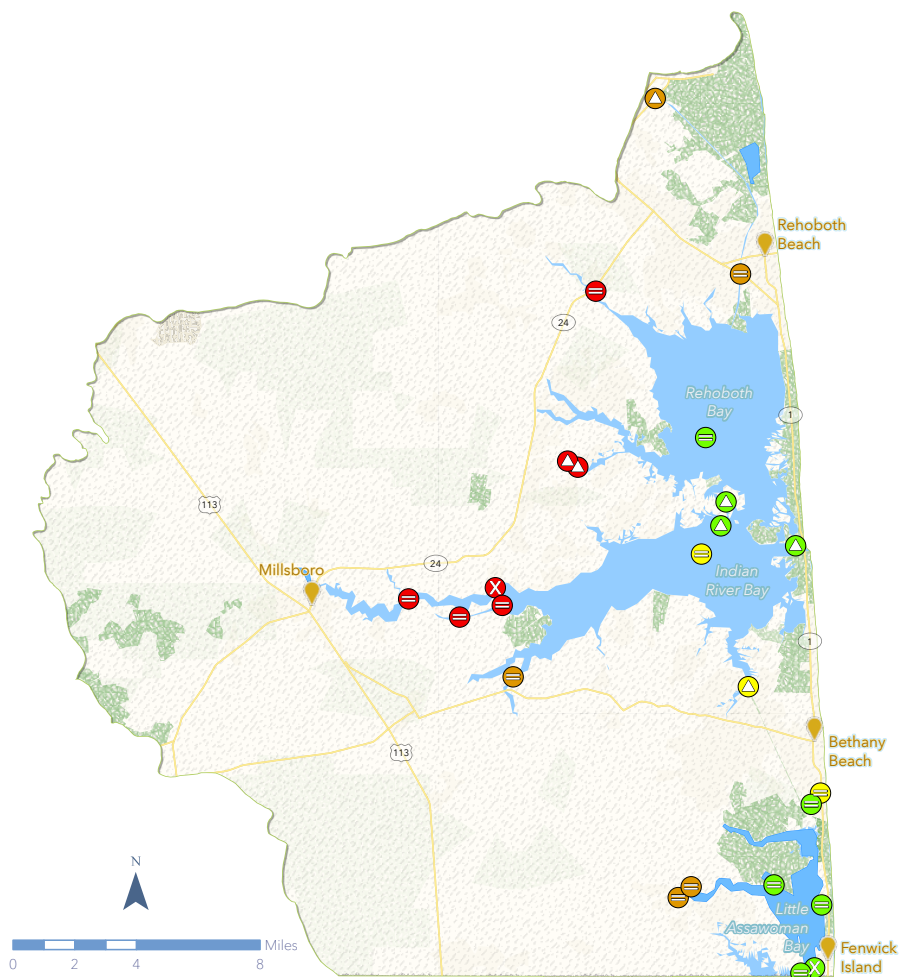 Rehoboth
Beach
24
Rehoboth
Bay
1
113
Millsboro
24
Indian
River Bay
1
113
Bethany
Beach
N
Miles
0 2 4 8
Little
Assawoman
Bay
Fenwick
Island
X
X